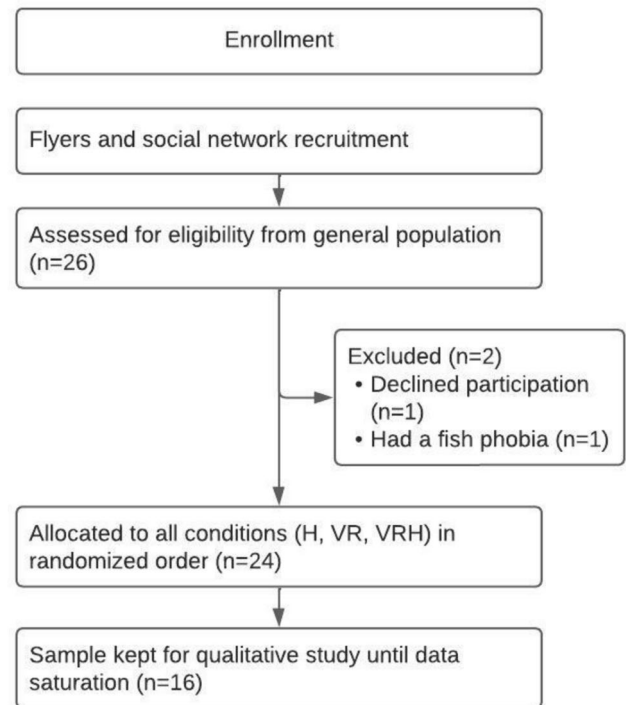 Enrollment
Flyers and social network recruitment
Assessed for eligibility from general population
(n=26)
Excluded (n=2)
• Declined participation
(n=1)
• Had a fish phobia (n=1)
Allocated to all conditions (H, VR, VRH) in
randomized order (n=24)
Sample kept for qualitative study until data
saturation (n=16)